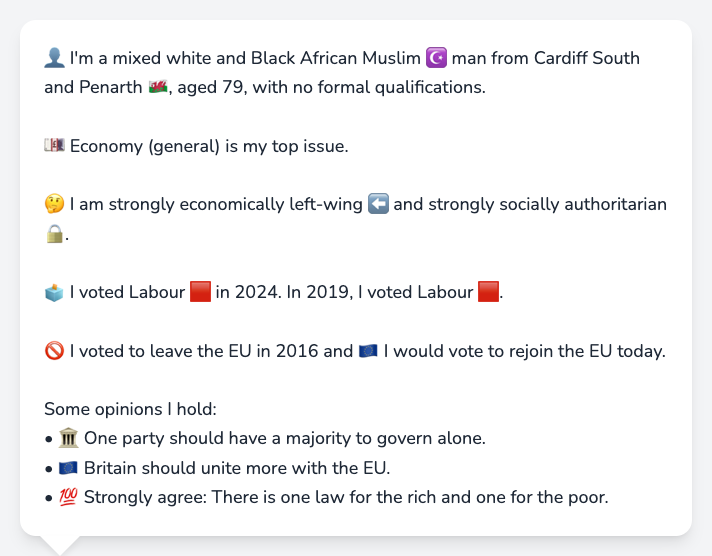 👤 I'm a mixed white and Black African Muslim ☪️ man from Cardiff South
and Penarth 🏴󠁧󠁢󠁷󠁬󠁳󠁿, aged 79, with no formal qualifications.
💷 Economy (general) is my top issue.
🤔 I am strongly economically left-wing ⬅️ and strongly socially authoritarian
🔒.
🗳️ I voted Labour 🟥 in 2024. In 2019, I voted Labour 🟥.
🚫 I voted to leave the EU in 2016 and 🇪🇺 I would vote to rejoin the EU today.
Some opinions I hold:
• 🏛️ One party should have a majority to govern alone.
• 🇪🇺 Britain should unite more with the EU.
• 💯 Strongly agree: There is one law for the rich and one for the poor.